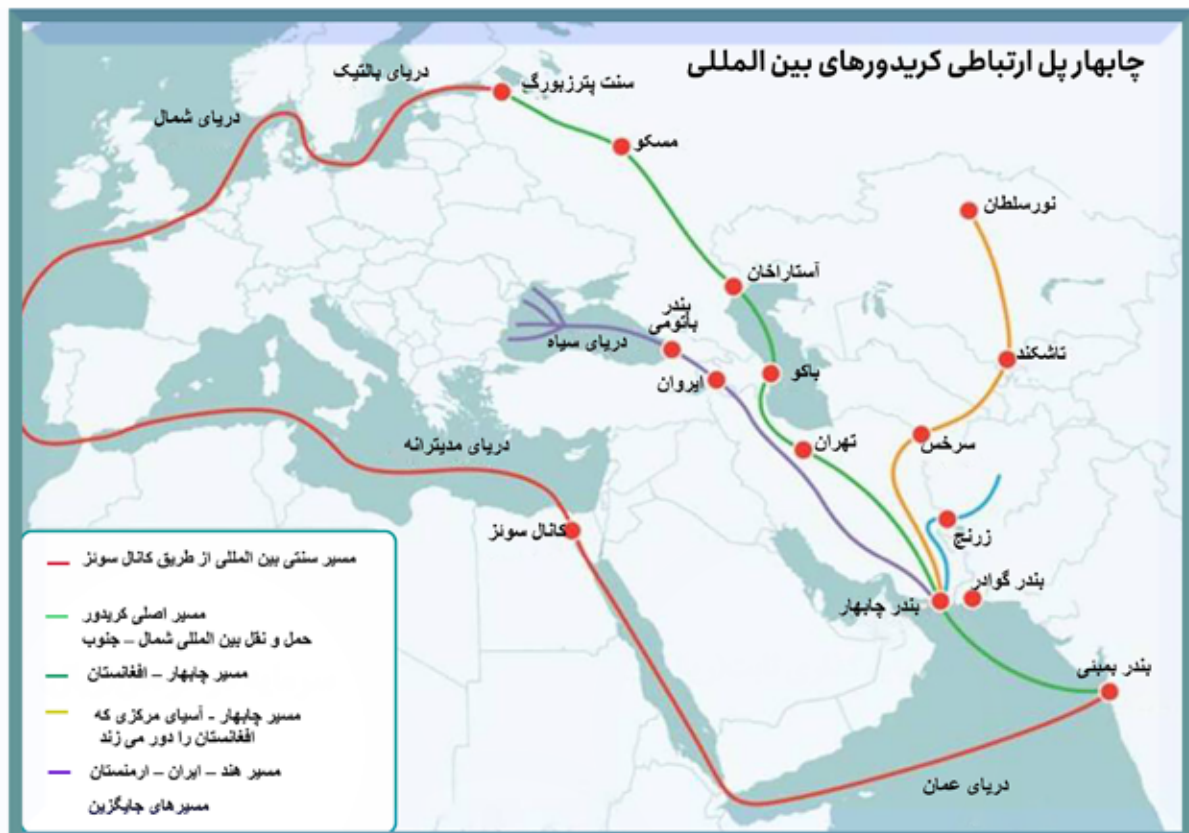 چابهار پل ارتباطی کریدورهای بین المللی
دریای بالتیک
سنت پترزبورگ
دریای شمال
مسکو
نورسلطان
آستاراخان
بندر
باتومی
دریای سیاه
تاشکند
باکو
ایروان
سرخس
تهران
دریای مدیترانه
کانال سوئز
زرنج
بندر گوادر
بندر چابهار
بندر بمبئی
دریای عمان
مسیر سنتی بین المللی از طریق کانال سوئز
مسیر اصلی کریدور
حمل و نقل بین المللی شمال – جنوب
مسیر چابهار – افغانستان
مسیر چابهار - آسیای مرکزی که
افغانستان را دور می زند
مسیر هند – ایران – ارمنستان
مسیرهای جایگزین